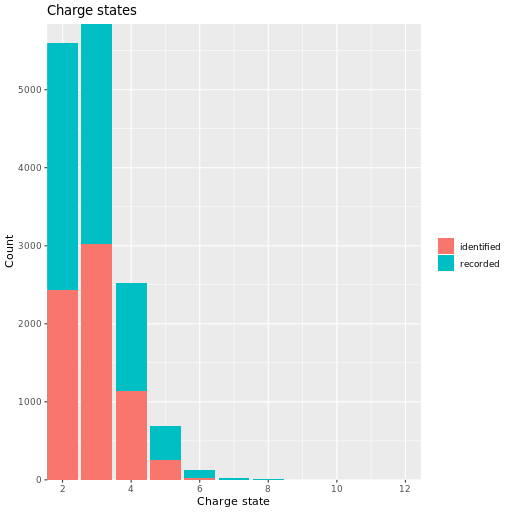 Charge states
5000
4000
3000
2000
1000
0
2 4 6 8 10 12
Charge state
Count
identified
recorded